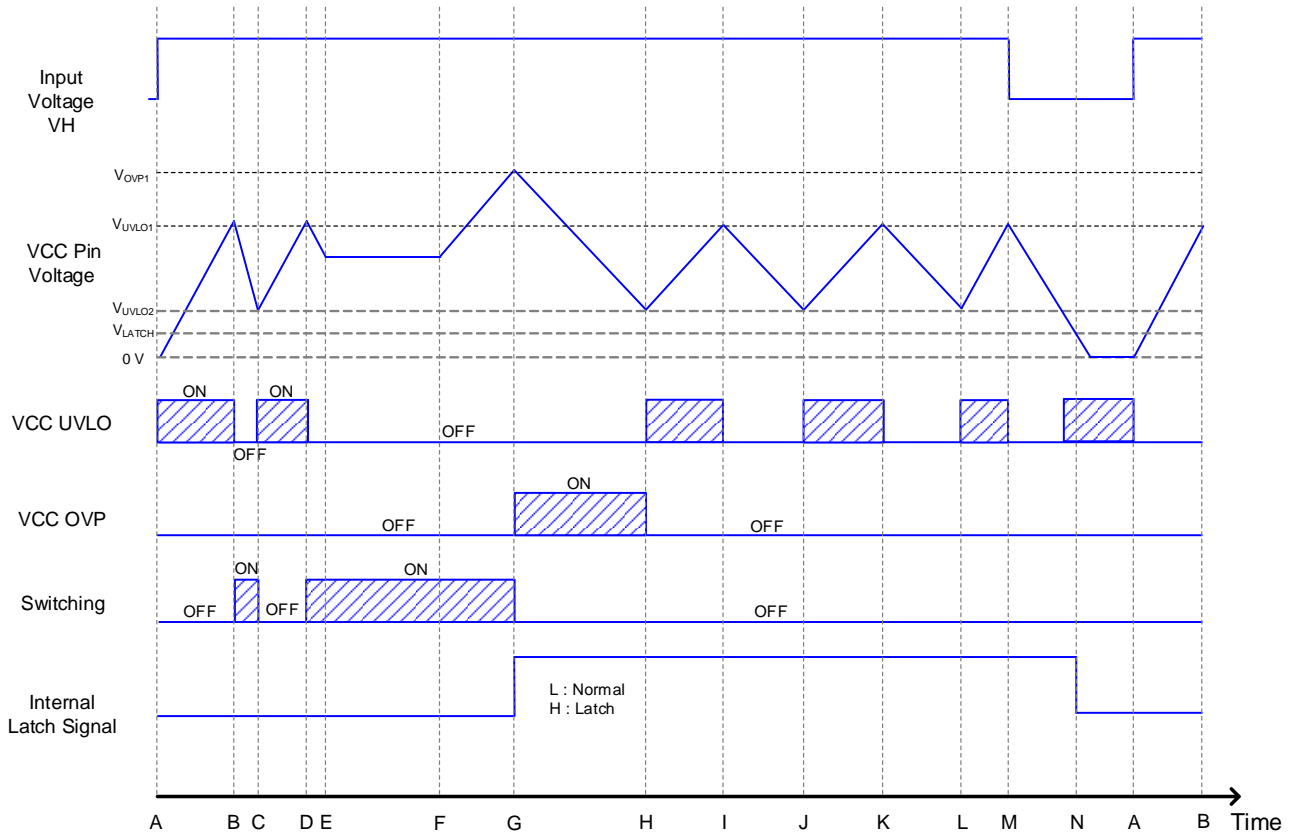 Input
Voltage
VH
VOVP1
VUVLO1
VCC Pin
Voltage
VUVLO2
VLATCH
0 V
ON
ON
VCC UVLO
OFF
OFF
ON
VCC OVP
OFF
OFF
ON
ON
Switching
OFF
OFF
OFF
Internal
Latch Signal
L : Normal
H : Latch
A B C D E F G H I J K L M N A B Time